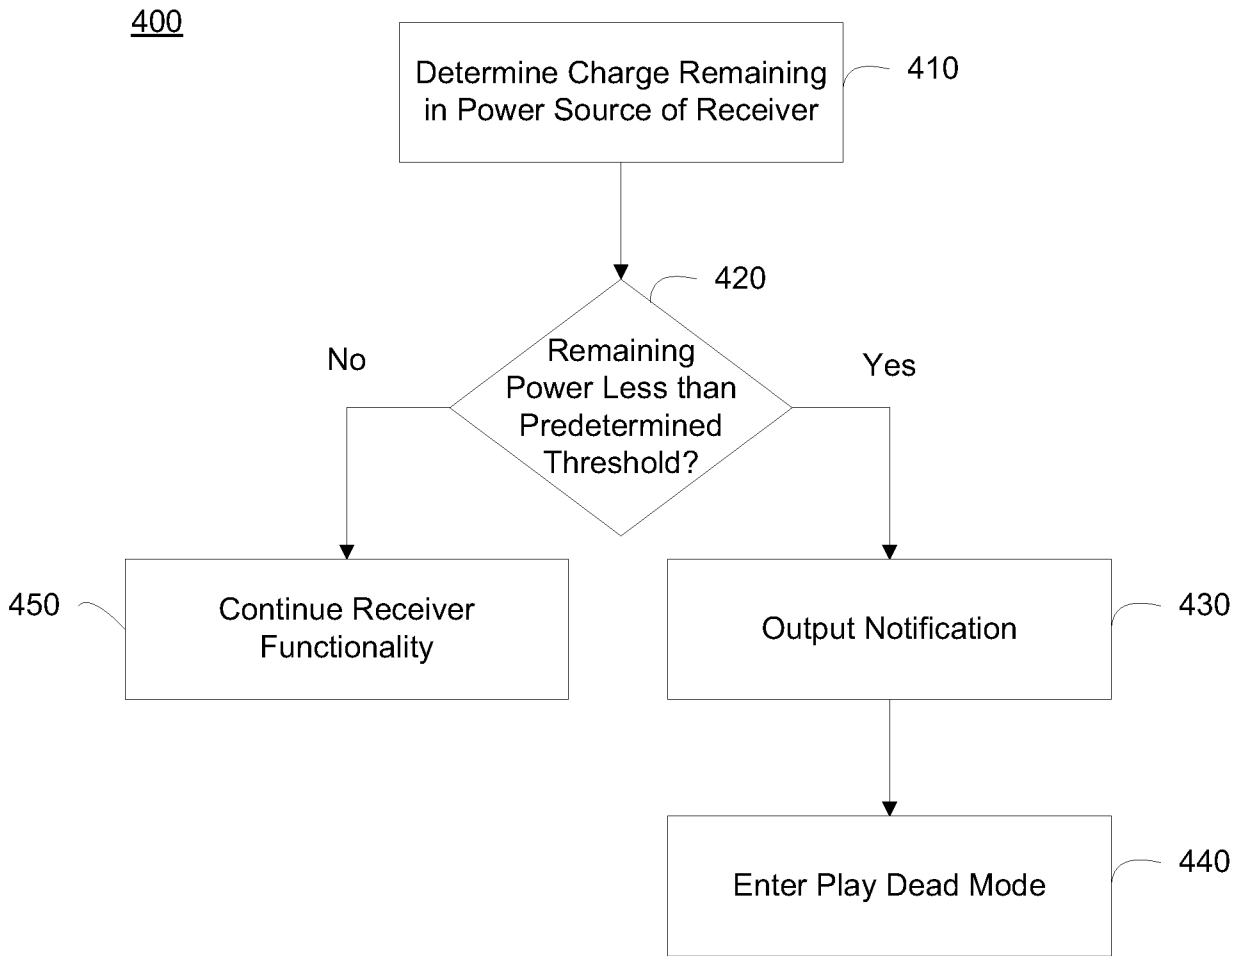 400
Determine Charge Remaining
in Power Source of Receiver
410
420
No
Remaining
Power Less than
Predetermined
Threshold?
Yes
450
Continue Receiver
Functionality
Output Notification
430
Enter Play Dead Mode
440